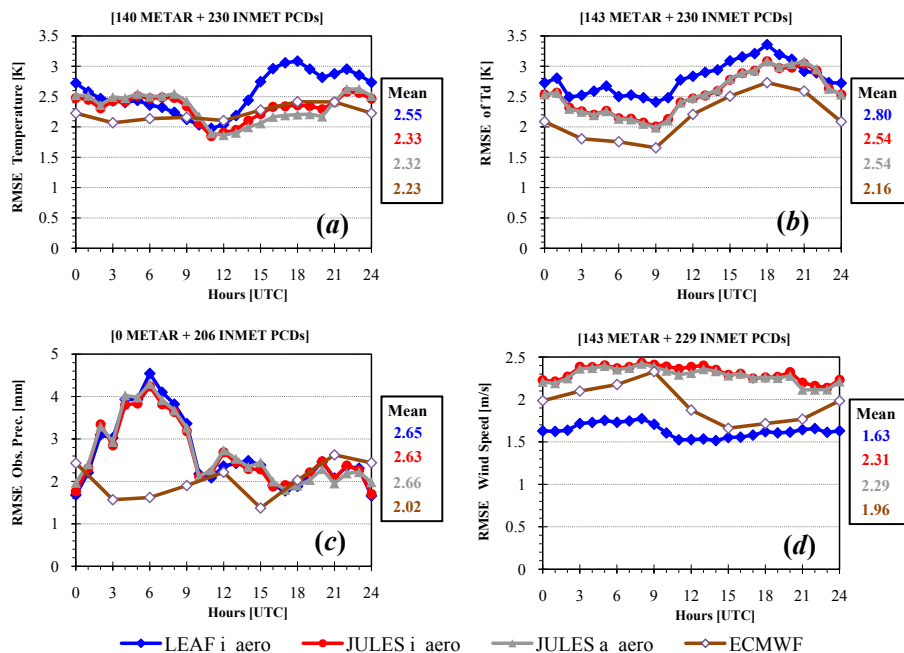 [140 METAR + 230 INMET PCDs]
RMSE Temperature [K]
3.5
3
2.5
2
1.5
1
0.5
0
0 3 6 9 12 15 18 21 24
Hours [UTC]
(a)
Mean
2.55
2.33
2.32
2.23
[143 METAR + 230 INMET PCDs]
RMSE of Td [K]
3.5
3
2.5
2
1.5
1
0.5
0
0 3 6 9 12 15 18 21 24
Hours [UTC]
(b)
Mean
2.80
2.54
2.54
2.16
[0 METAR + 206 INMET PCDs]
RMSE Obs. Prec. [mm]
5
4
3
2
1
0
0 3 6 9 12 15 18 21 24
Hours [UTC]
(c)
Mean
2.65
2.63
2.66
2.02
[143 METAR + 229 INMET PCDs]
RMSE Wind Speed [m/s]
2.5
2
1.5
1
0.5
0
0 3 6 9 12 15 18 21 24
Hours [UTC]
(d)
Mean
1.63
2.31
2.29
1.96
LEAF i aero JULES i aero JULES a aero ECMWF